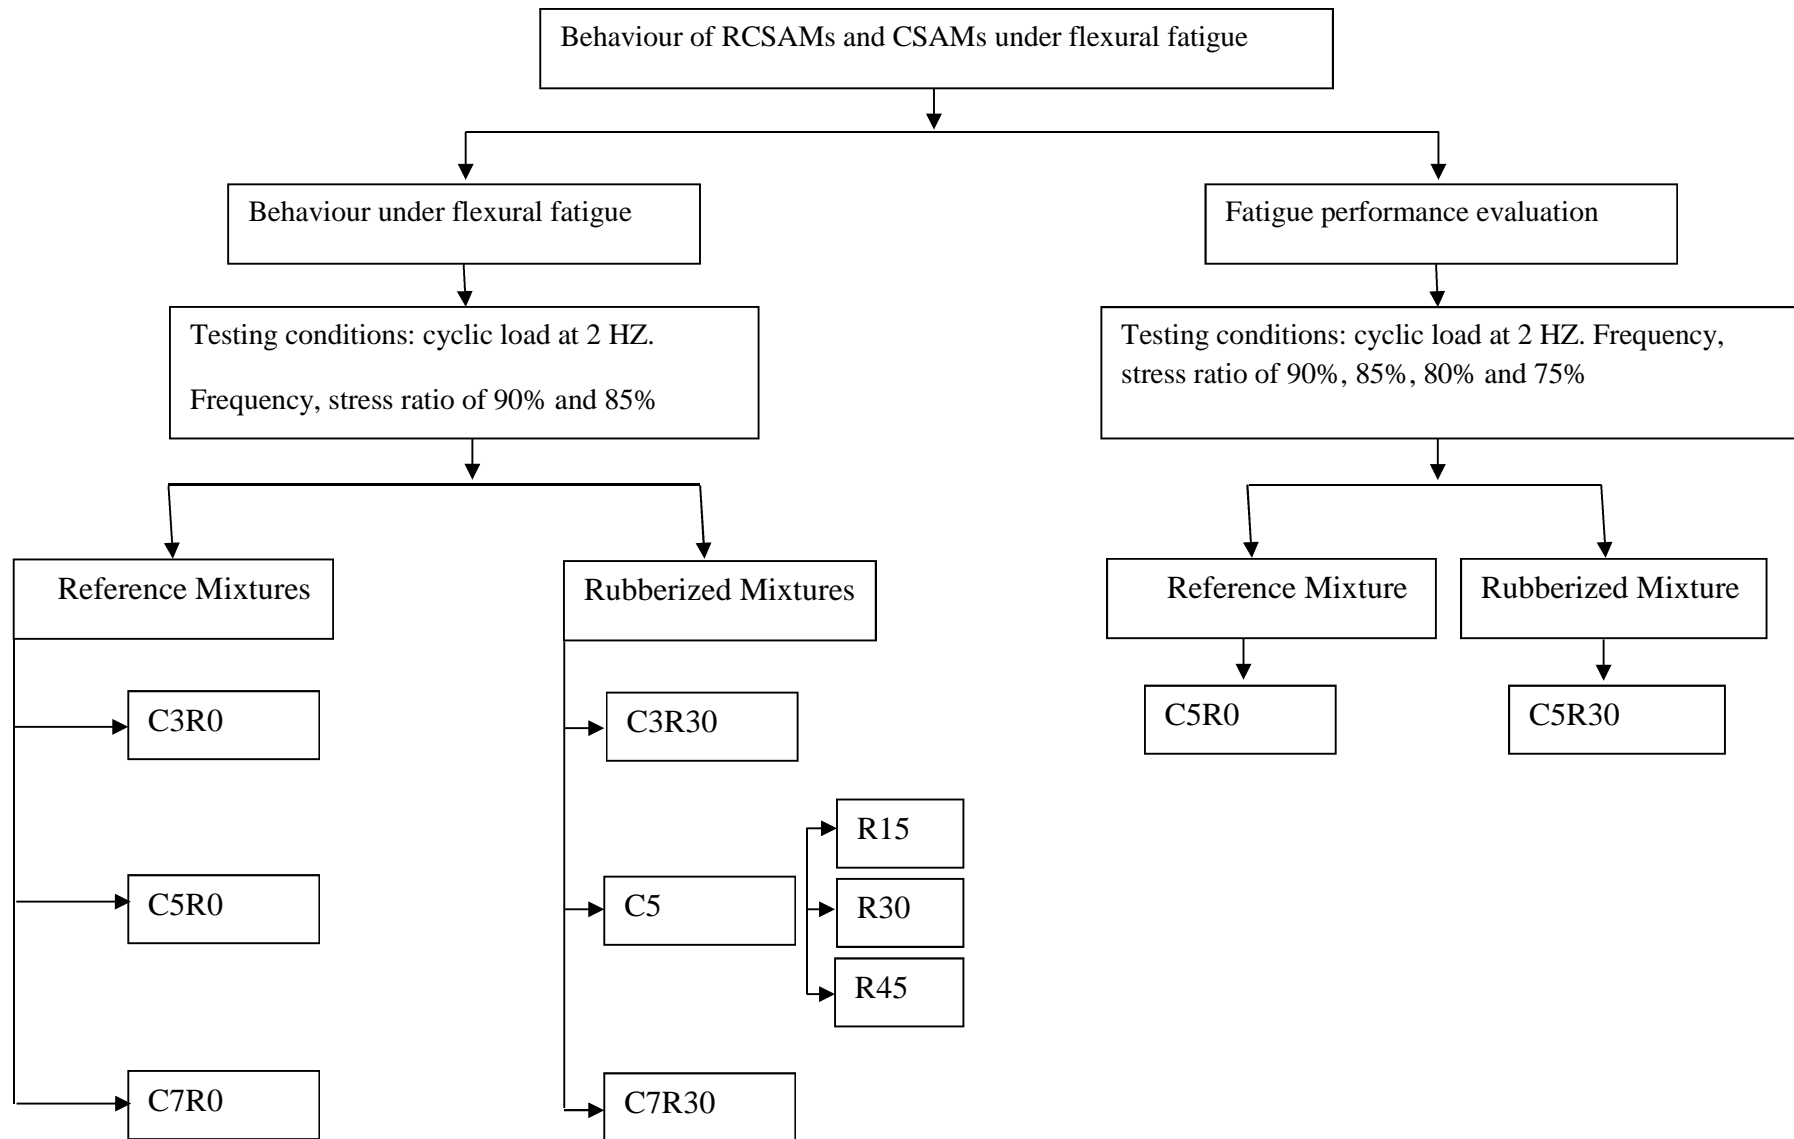 Behaviour of RCSAMs and CSAMs under flexural fatigue
Behaviour under flexural fatigue
Fatigue performance evaluation
Testing conditions: cyclic load at 2 HZ.
Frequency, stress ratio of 90% and 85%
Testing conditions: cyclic load at 2 HZ. Frequency,
stress ratio of 90%, 85%, 80% and 75%
Reference Mixtures
Rubberized Mixtures
Reference Mixture
Rubberized Mixture
C3R0
C3R30
C5R0
C5R30
R15
C5R0
C5
R30
R45
C7R0
C7R30